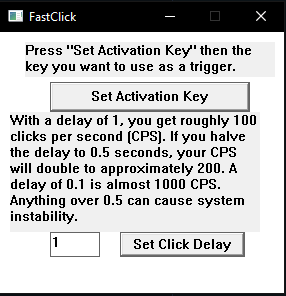 FastClick
Press "Set Activation Key" then the
key you want to use as a trigger.
Set Activation Key
With a delay of 1, you get roughly 100
clicks per second (CPS). If you halve
the delay to 0.5 seconds, your CPS
will double to approximately 200. A
delay of 0.1 is almost 1000 CPS.
Anything over 0.5 can cause system
instability.
1
Set Click Delay